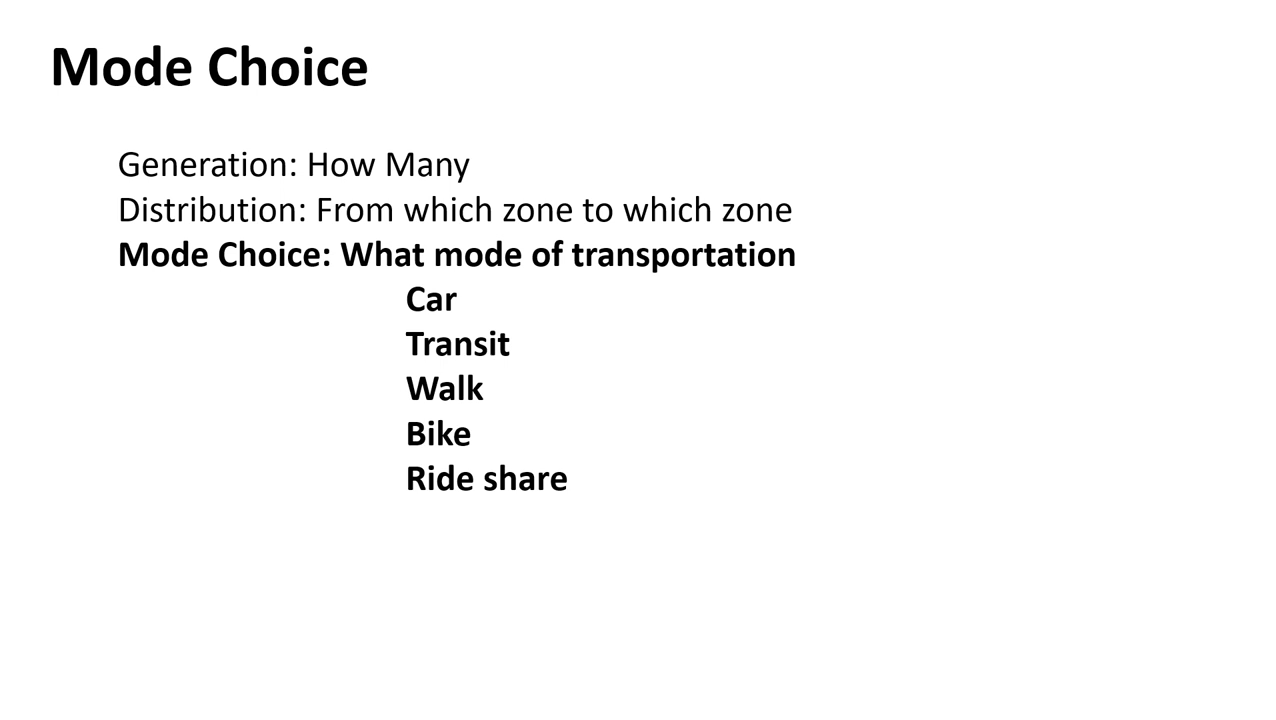 Mode Choice
Generation: How Many
Distribution: From which zone to which zone
Mode Choice: What mode of transportation
Car
Transit
Walk
Bike
Ride share